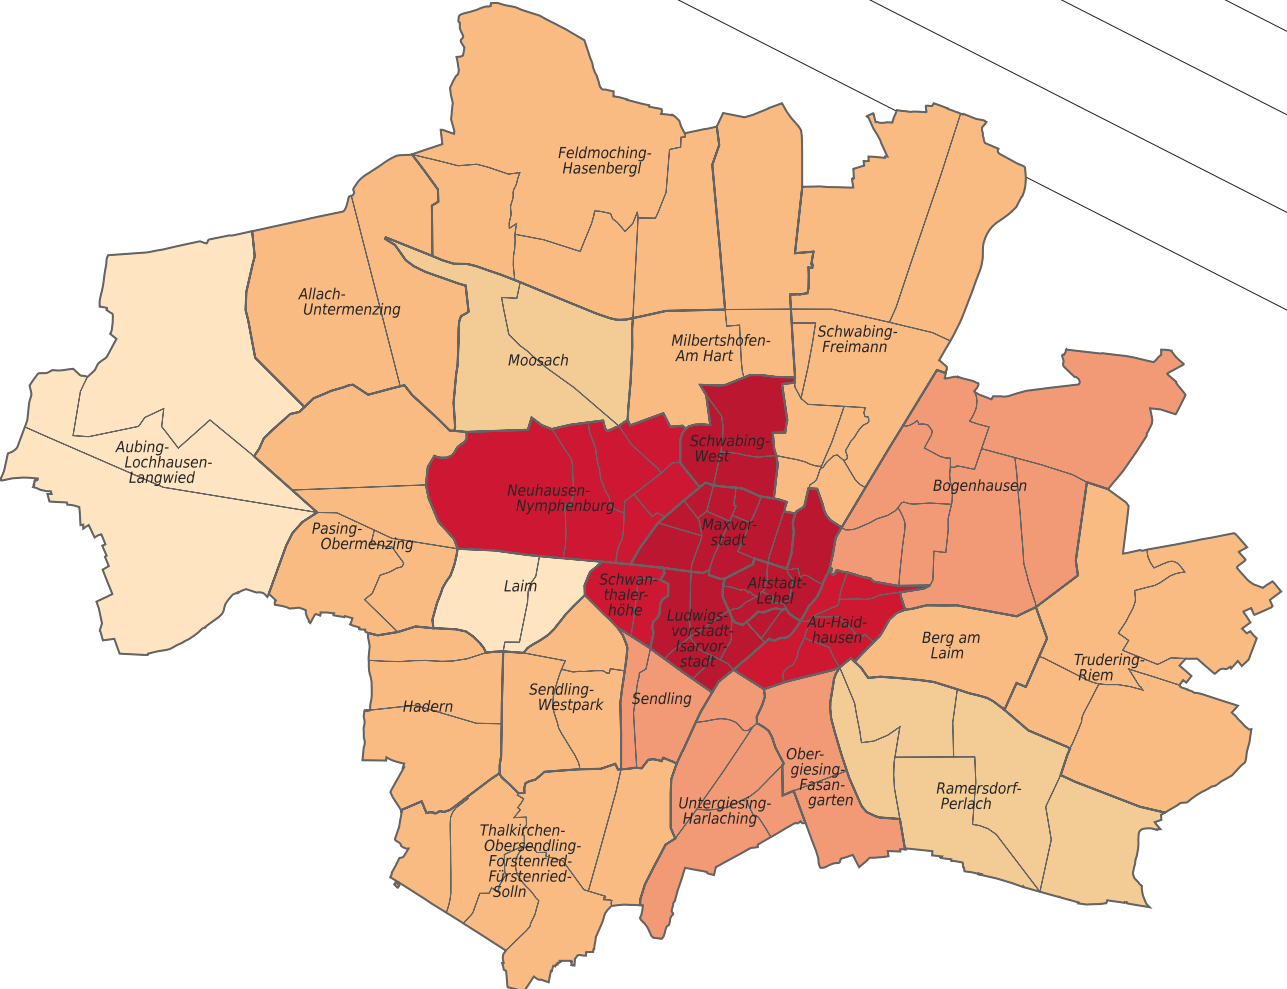 Feldmoching-
Hasenbergl
Allach-
Untermenzing
Moosach
Milbertshofen-
Am Hart
Schwabing-
Freimann
Aubing-
Lochhausen-
Langwied
Schwabing-
West
Neuhausen-
Nymphenburg
Bogenhausen
Pasing-
Obermenzing
Maxvor-
stadt
Laim
Schwan-
thaler-
höhe
Altstadt-
Lehel
Ludwigs-
vorstadt-
Isarvor-
stadt
Au-Haid-
hausen
Berg am
Laim
Trudering-
Riem
Hadern
Sendling-
Westpark
Sendling
Ober-
giesing-
Fasan-
garten
Untergiesing-
Harlaching
Ramersdorf-
Perlach
Thalkirchen-
Obersendling-
Forstenried-
Fürstenried-
Solln